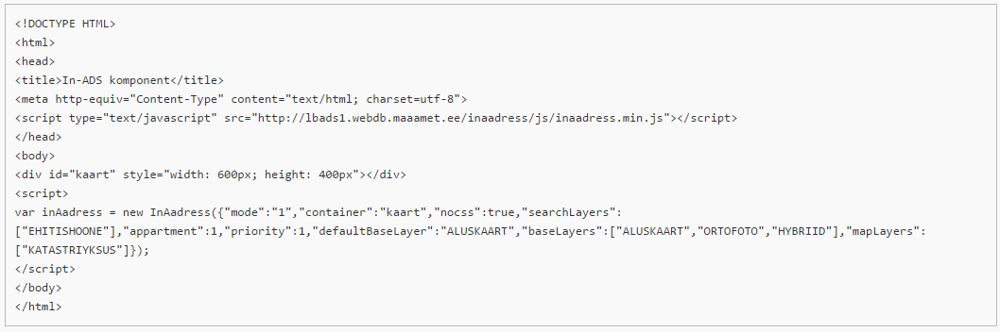 <!DOCTYPE HTML>
<html>
<head>
<title>In-ADS komponent</title>
<meta http-equiv="Content-Type" content="text/html; charset=utf-8">
<script type="text/javascript" src="http://lbads1.webdb.maaamet.ee/inaadress/js/inaadress.min.js"></script>
</head>
<body>
<div id="kaart" style="width: 600px; height: 400px"></div>
<script>
var inAadress = new InAadress({"mode":"1","container":"kaart","nocss":true,"searchLayers":
["EHITISHOONE"],"appartment":1,"priority":1,"defaultBaseLayer":"ALUSKAART","baseLayers":["ALUSKAART","ORTOFOTO","HYBRIID"],"mapLayers":
["KATASTRIYKSUS"]});
</script>
</body>
</html>